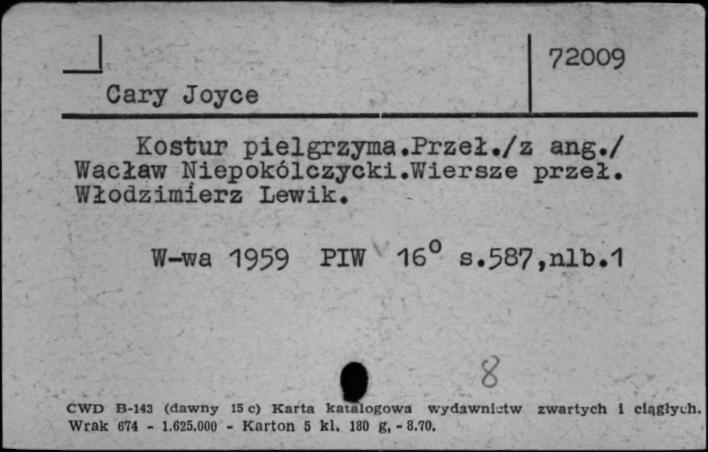 72009
Cary Joyce
Kostur pielgrzyma.Przeł./z ang./
Wacław Niepokólczycki.Wiersze przeł.
Włodzimierz Lewik.
W-wa 1959 PIW 16° s.587,nlb.1
8
CWD B-143 (dawny 15 c) Karta katalogowa wydawnictw zwartych i ciągłych.
Wrak 674 - 1.625.000 - Karton 5 kl. 180 g, - 8.70.